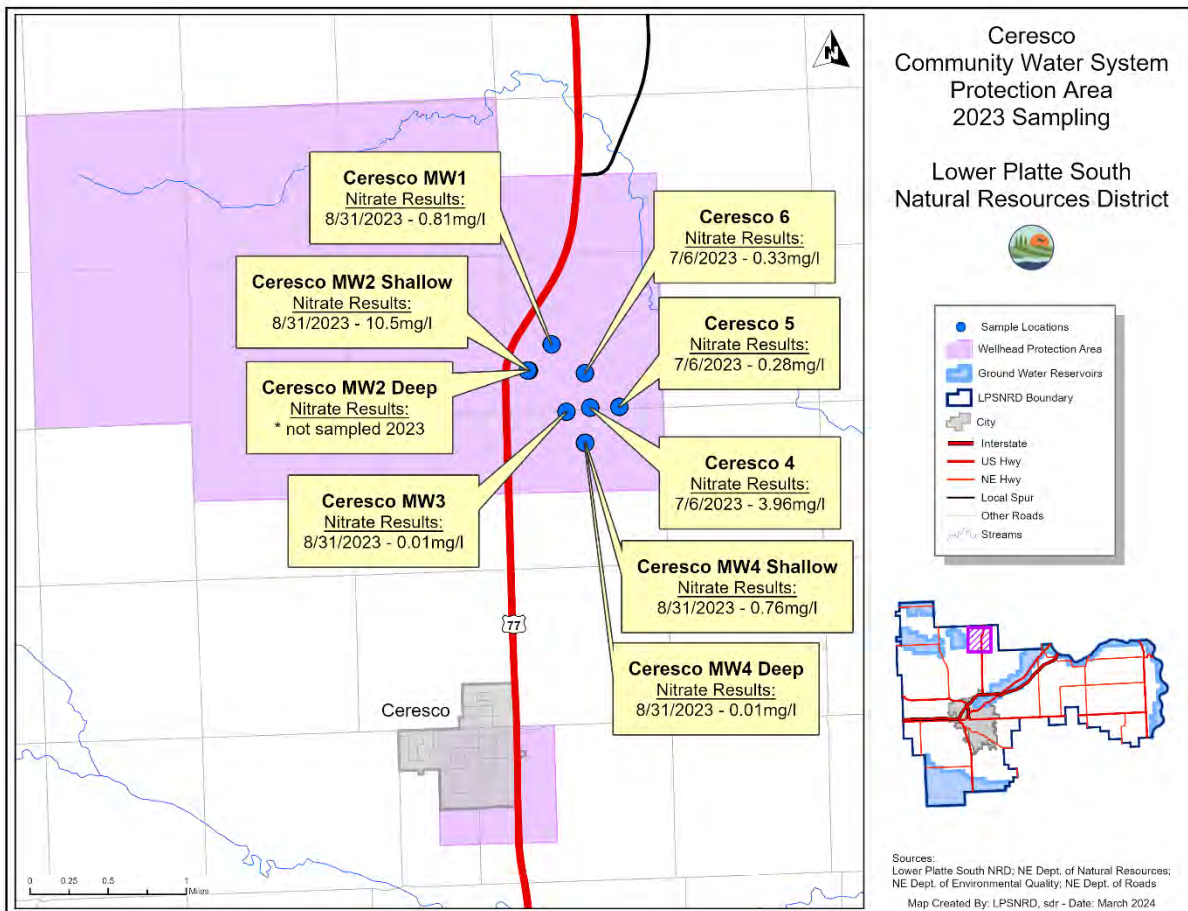 Ceresco
Community Water System
Protection Area
2023 Sampling
Lower Platte South
Natural Resources District
N
Ceresco MW1
Nitrate Results:
8/31/2023 - 0.81mg/l
Ceresco 6
Nitrate Results:
7/6/2023 - 0.33mg/l
Ceresco MW2 Shallow
Nitrate Results:
8/31/2023 - 10.5mg/l
Ceresco 5
Nitrate Results:
7/6/2023 - 0.28mg/l
Ceresco MW2 Deep
Nitrate Results:
* not sampled 2023
Ceresco 4
Nitrate Results:
7/6/2023 - 3.96mg/l
Ceresco MW3
Nitrate Results:
8/31/2023 - 0.01mg/l
Ceresco MW4 Shallow
Nitrate Results:
8/31/2023 - 0.76mg/l
Ceresco MW4 Deep
Nitrate Results:
8/31/2023 - 0.01mg/l
77
Ceresco
0 0.25 0.5 1
Miles
Sample Locations
Wellhead Protection Area
Ground Water Reservoirs
LPSNRD Boundary
City
Interstate
US Hwy
NE Hwy
Local Spur
Other Roads
Streams
Sources:
Lower Platte South NRD; NE Dept. of Natural Resources;
NE Dept. of Environmental Quality; NE Dept. of Roads
Map Created By: LPSNRD, sdr - Date: March 2024